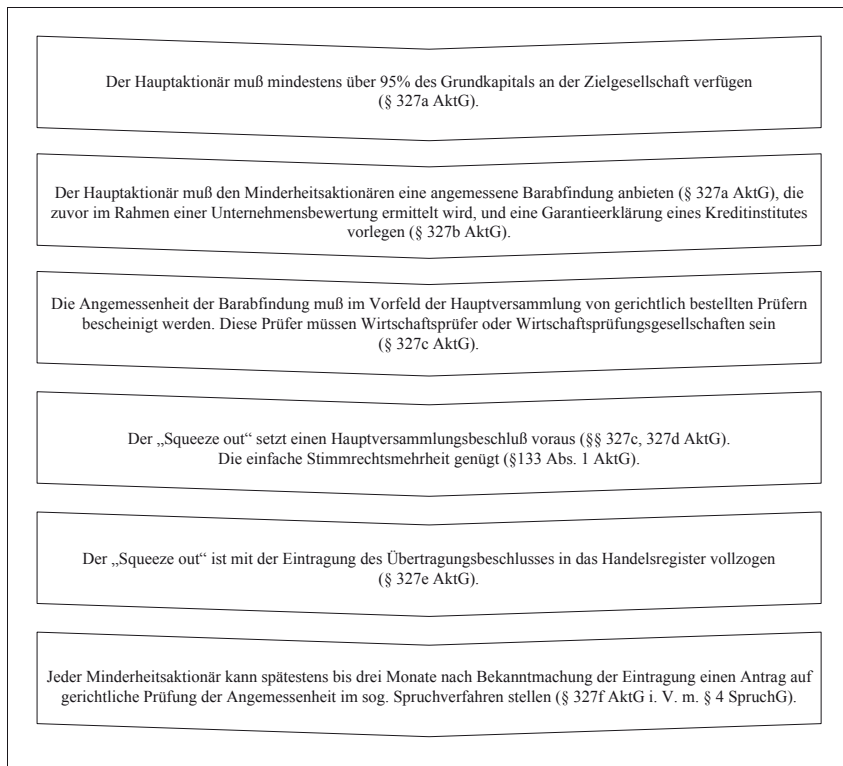 Der Hauptaktionär muß mindestens über 95% des Grundkapitals an der Zielgesellschaft verfügen
(§ 327a AktG).
Der Hauptaktionär muß den Minderheitsaktionären eine angemessene Barabfindung anbieten (§ 327a AktG), die
zuvor im Rahmen einer Unternehmensbewertung ermittelt wird, und eine Garantieerklärung eines Kreditinstitutes
vorlegen (§ 327b AktG).
Die Angemessenheit der Barabfindung muß im Vorfeld der Hauptversammlung von gerichtlich bestellten Prüfern
bescheinigt werden. Diese Prüfer müssen Wirtschaftsprüfer oder Wirtschaftsprüfungsgesellschaften sein
(§ 327c AktG).
Der „Squeeze out“ setzt einen Hauptversammlungsbeschluß voraus (§§ 327c, 327d AktG).
Die einfache Stimmrechtsmehrheit genügt (§133 Abs. 1 AktG).
Der „Squeeze out“ ist mit der Eintragung des Übertragungsbeschlusses in das Handelsregister vollzogen
(§ 327e AktG).
Jeder Minderheitsaktionär kann spätestens bis drei Monate nach Bekanntmachung der Eintragung einen Antrag auf
gerichtliche Prüfung der Angemessenheit im sog. Spruchverfahren stellen (§ 327f AktG i. V. m. § 4 SpruchG).